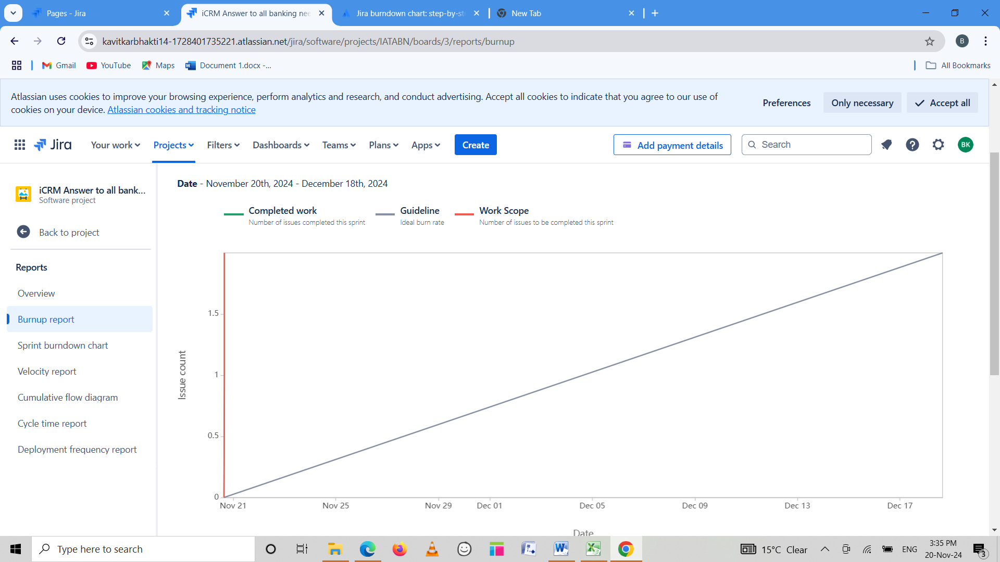 Pages - Jira
iCRM Answer to all banking nee
Jira burndown chart: step-by-st
New Tab
kavitkarbhakti14-1728401735221.atlassian.net/jira/software/projects/IATABN/boards/3/reports/burnup
B
Gmail
YouTube
Maps
Document 1.docx -...
All Bookmarks
Atlassian uses cookies to improve your browsing experience, perform analytics and research, and conduct advertising. Accept all cookies to indicate that you agree to our use of
cookies on your device. Atlassian cookies and tracking notice
Preferences
Only necessary
Accept all
Jira
Your work
Projects
Filters
Dashboards
Teams
Plans
Apps
Create
Add payment details
Search
BK
iCRM Answer to all bank...
Software project
Back to project
Reports
Overview
Burnup report
Sprint burndown chart
Velocity report
Cumulative flow diagram
Cycle time report
Deployment frequency report
Date - November 20th, 2024 - December 18th, 2024
Completed work
Number of issues completed this sprint
Guideline
Ideal burn rate
Work Scope
Number of issues to be completed this sprint
Issue count
1.5
1
0.5
0
Nov 21
Nov 25
Nov 29
Dec 01
Dec 05
Dec 09
Dec 13
Dec 17
Date
Type here to search
15°C Clear
ENG
3:35 PM
20-Nov-24
3